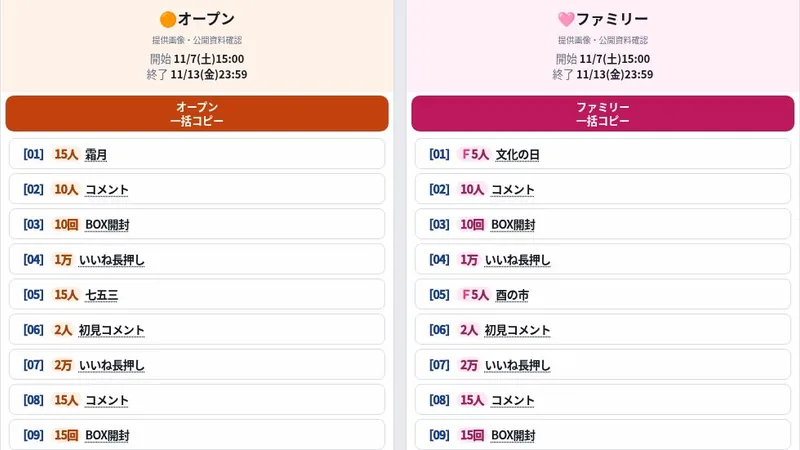 🟠オープン
提供画像・公開資料確認
開始 11/7(土)15:00
終了 11/13(金)23:59
オープン
一括コピー
[01] 15人 霜月
[02] 10人 コメント
[03] 10回 BOX開封
[04] 1万 いいね長押し
[05] 15人 七五三
[06] 2人 初見コメント
[07] 2万 いいね長押し
[08] 15人 コメント
[09] 15回 BOX開封
🩷ファミリー
提供画像・公開資料確認
開始 11/7(土)15:00
終了 11/13(金)23:59
ファミリー
一括コピー
[01] F5人 文化の日
[02] 10人 コメント
[03] 10回 BOX開封
[04] 1万 いいね長押し
[05] F5人 酉の市
[06] 2人 初見コメント
[07] 2万 いいね長押し
[08] 15人 コメント
[09] 15回 BOX開封